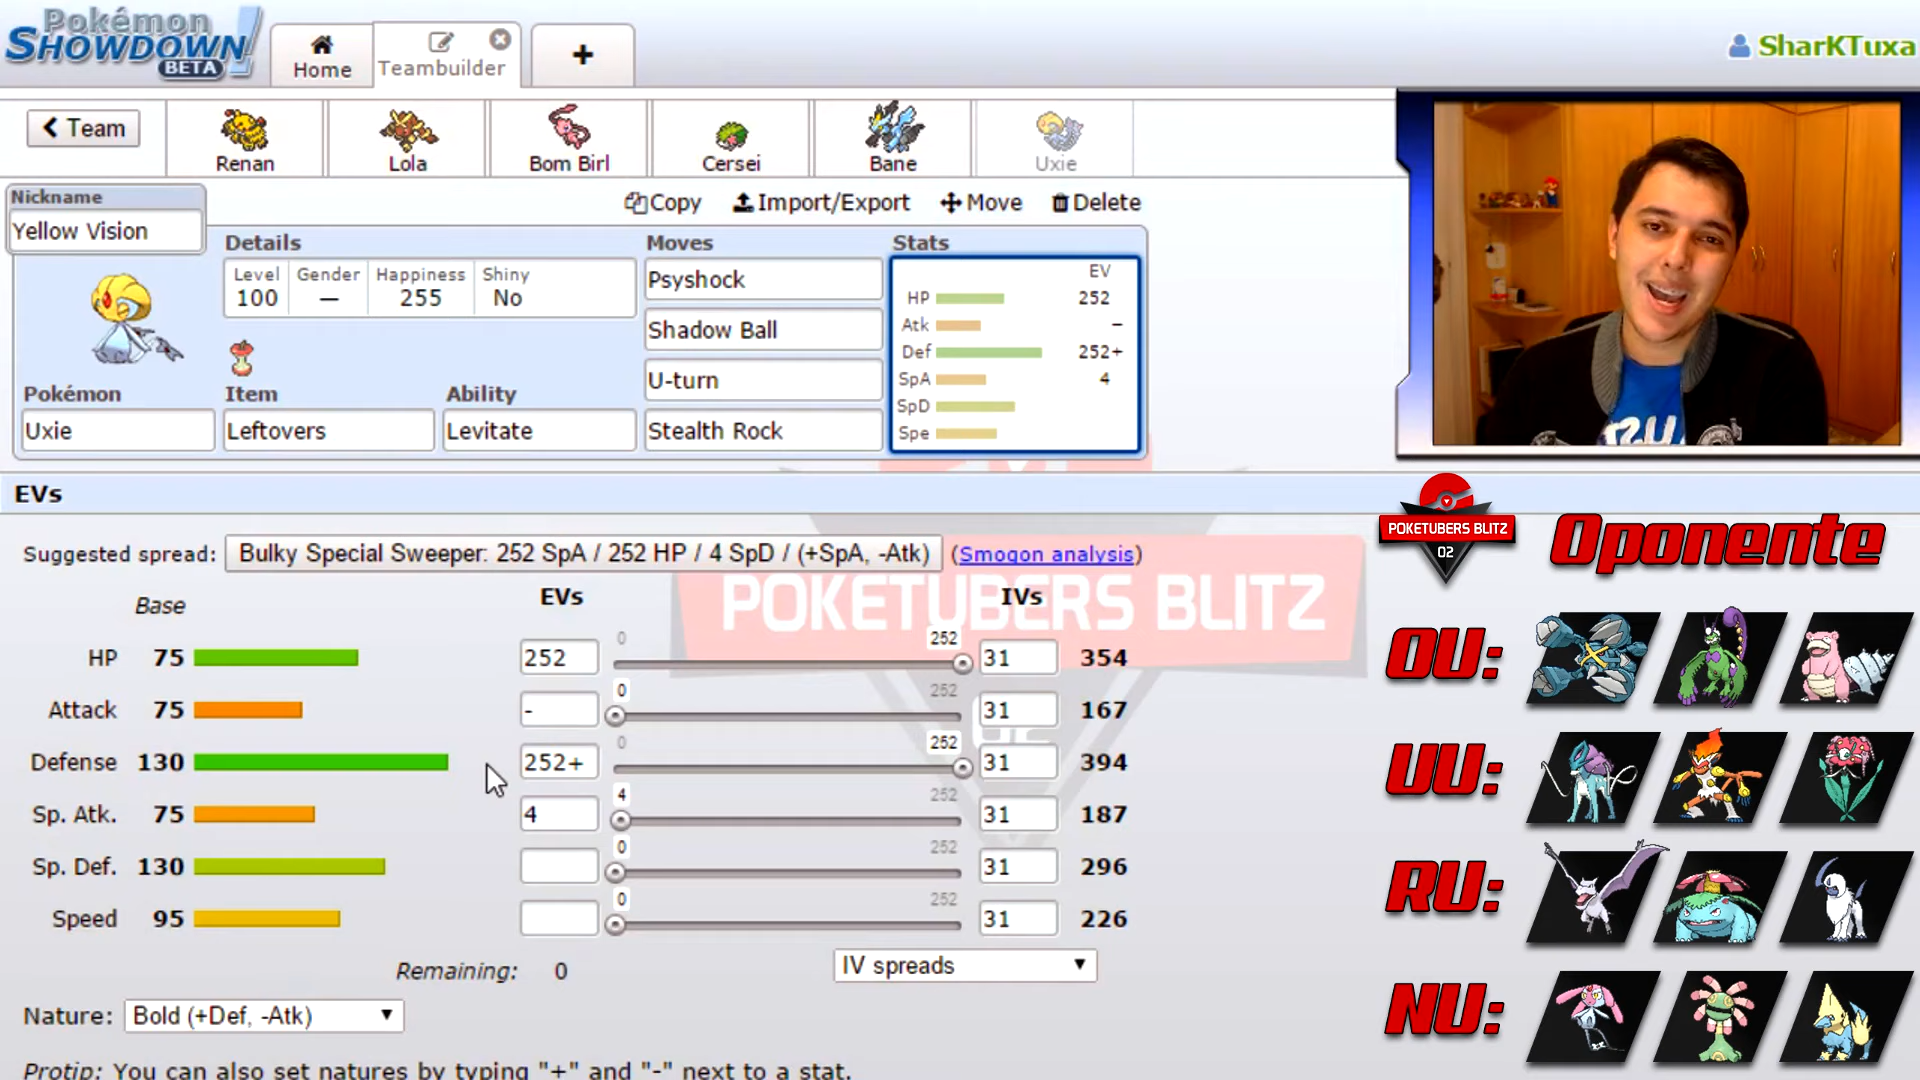 Pokémon
SHOWDOWN!
BETA
Home
Teambuilder
+
SharKTuxa
Team
Renan
Lola
Bom Birl
Cersei
Bane
Uxie
Nickname
Yellow Vision
Copy
Import/Export
Move
Delete
Details
Moves
Stats
Level
Gender
Happiness
Shiny
100
—
255
No
Psyshock
Shadow Ball
U-turn
Stealth Rock
EV
HP 252
Atk –
Def 252+
SpA 4
SpD
Spe
Pokémon
Item
Ability
Uxie
Leftovers
Levitate
EVs
Suggested spread: Bulky Special Sweeper: 252 SpA / 252 HP / 4 SpD / (+SpA, -Atk) (Smogon analysis)
POKETUBERS BLITZ
02
Base
EVs
IVs
0 252
HP 75 252 31 354
0 252
Attack 75 - 31 167
0 252
Defense 130 252+ 31 394
4 252
Sp. Atk. 75 4 31 187
0 252
Sp. Def. 130 31 296
0 252
Speed 95 31 226
Remaining: 0
IV spreads
Nature: Bold (+Def, -Atk)
Protip: You can also set natures by typing "+" and "-" next to a stat.
POKETUBERS BLITZ
02
Oponente
OU:
UU:
RU:
NU: